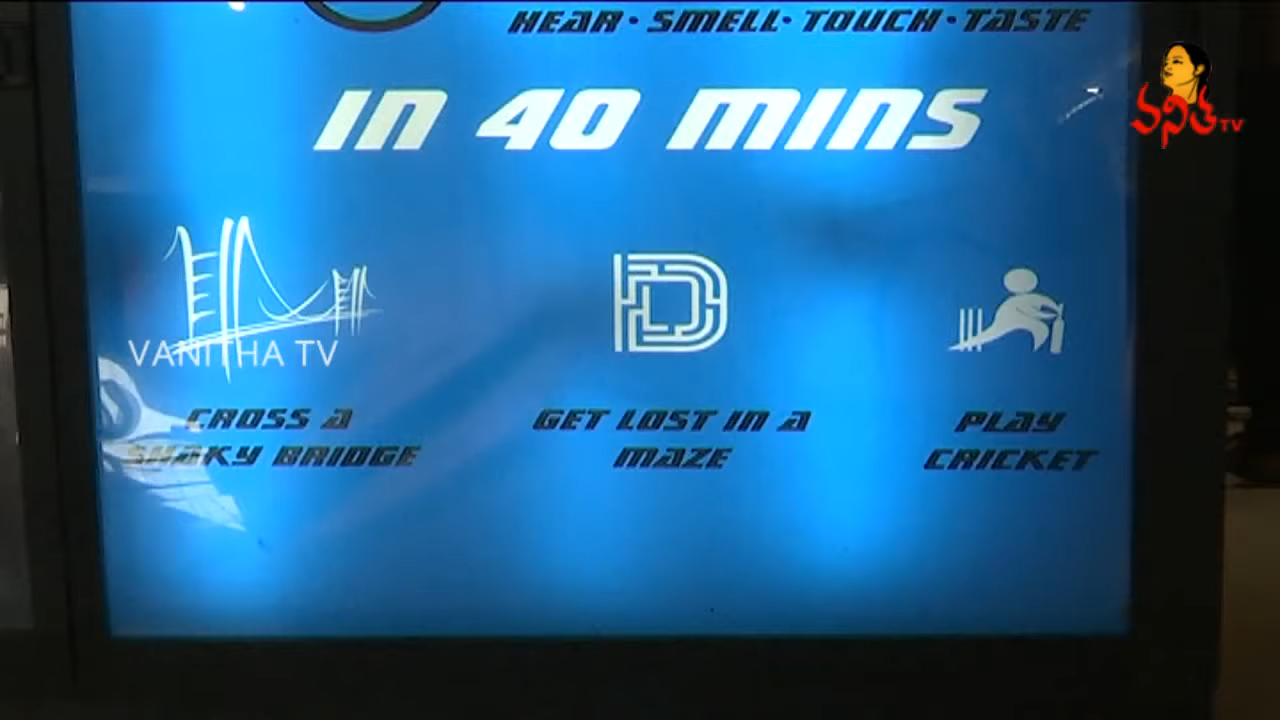 HEAR · SMELL · TOUCH · TASTE
IN 40 MINS
వనిత TV
VANITHA TV
CROSS A
SHAKY BRIDGE
GET LOST IN A
MAZE
PLAY
CRICKET